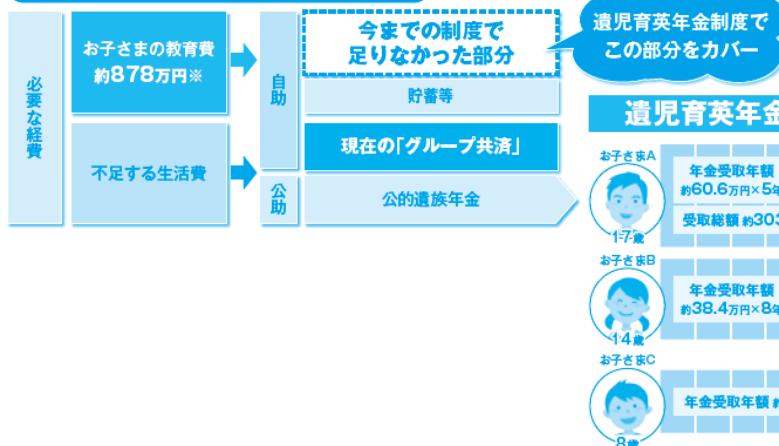 必要な経費
お子さまの教育費
約878万円※
不足する生活費
自助
公助
今までの制度で
足りなかった部分
貯蓄等
現在の「グループ共済」
公的遺族年金
遺児育英年金制度で
この部分をカバー
遺児育英年金
お子さまA
17歳
年金受取年額
約60.6万円×5年
受取総額 約303
お子さまB
14歳
年金受取年額
約38.4万円×8年
お子さまC
8歳
年金受取年額